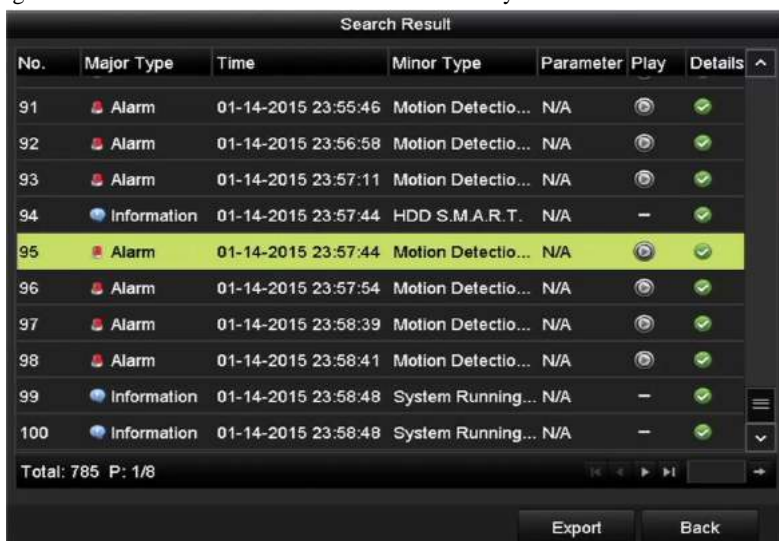 Search Result
No. Major Type Time Minor Type Parameter Play Details
91 Alarm 01-14-2015 23:55:46 Motion Detectio... N/A
92 Alarm 01-14-2015 23:56:58 Motion Detectio... N/A
93 Alarm 01-14-2015 23:57:11 Motion Detectio... N/A
94 Information 01-14-2015 23:57:44 HDD S.M.A.R.T. N/A –
95 Alarm 01-14-2015 23:57:44 Motion Detectio... N/A
96 Alarm 01-14-2015 23:57:54 Motion Detectio... N/A
97 Alarm 01-14-2015 23:58:39 Motion Detectio... N/A
98 Alarm 01-14-2015 23:58:41 Motion Detectio... N/A
99 Information 01-14-2015 23:58:48 System Running... N/A –
100 Information 01-14-2015 23:58:48 System Running... N/A –
Total: 785 P: 1/8
Export Back